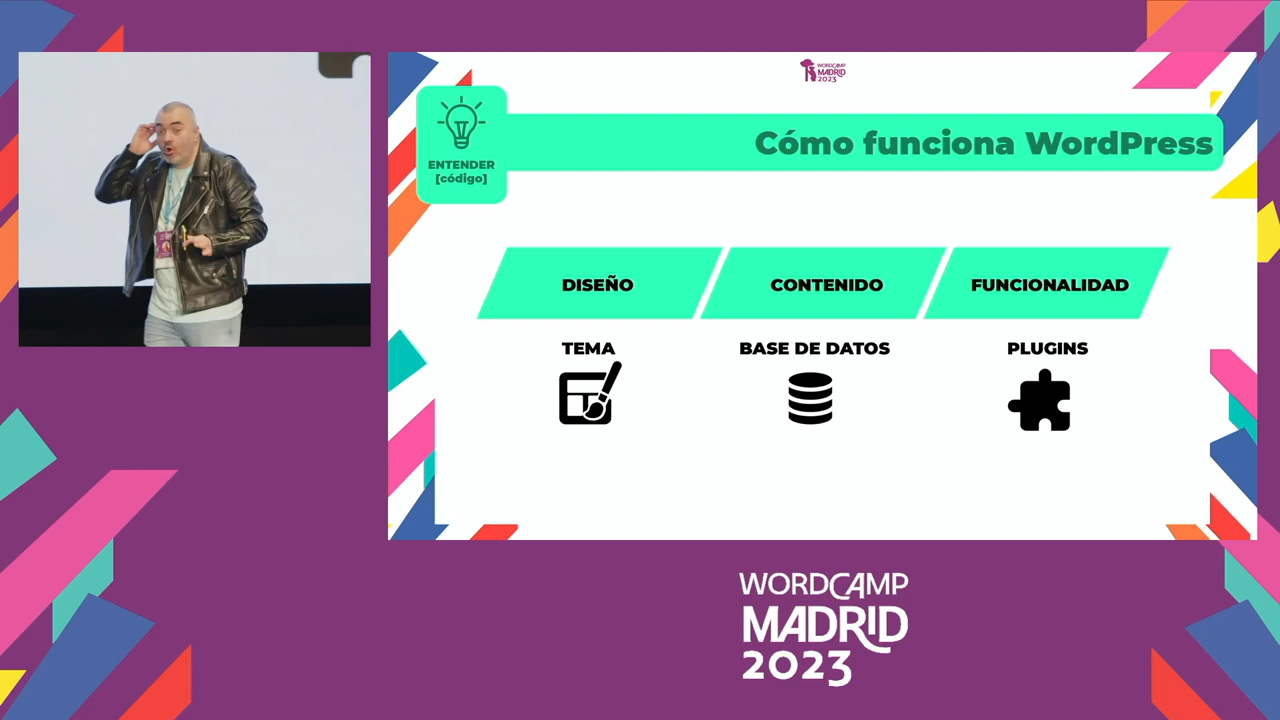 WORDCAMP
MADRID
2023
ENTENDER
[código]
Cómo funciona WordPress
DISEÑO
CONTENIDO
FUNCIONALIDAD
TEMA
BASE DE DATOS
PLUGINS
WORDCAMP
MADRID
2023